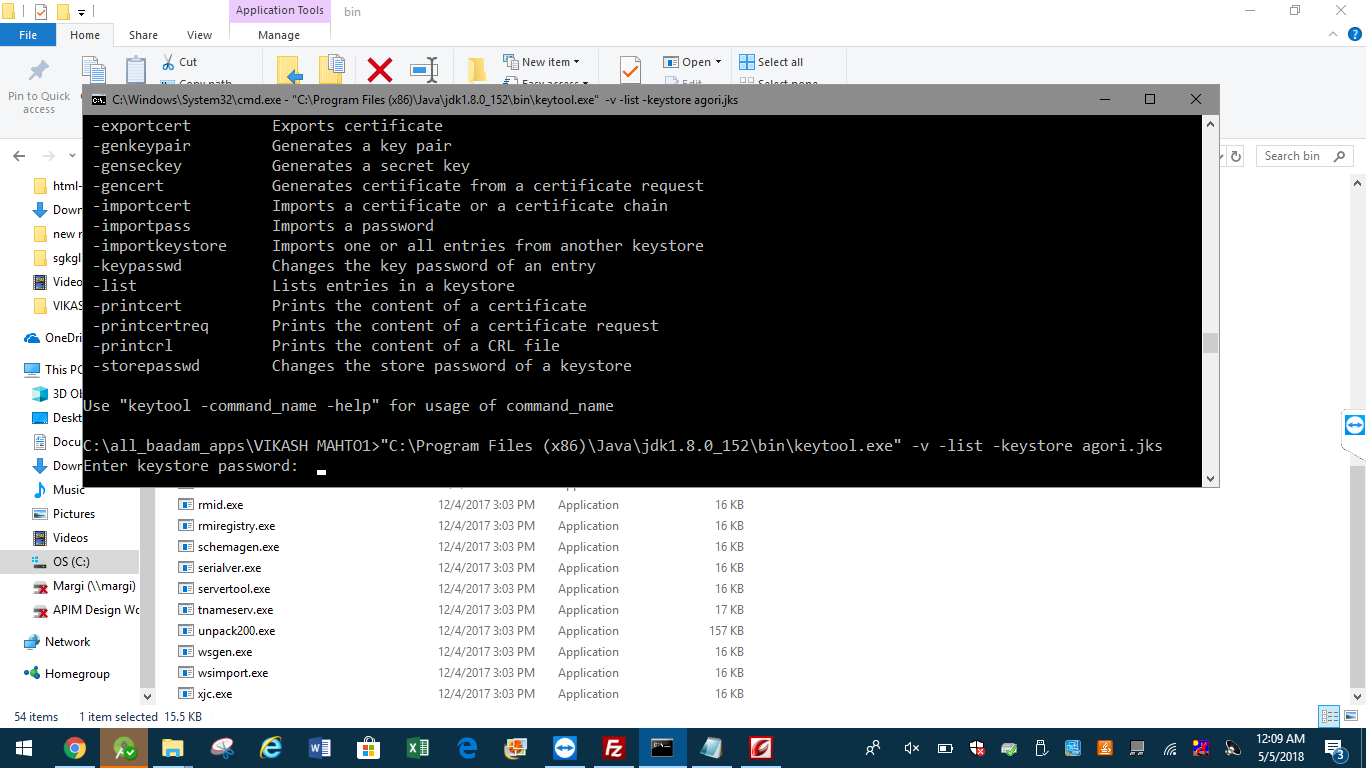 Application Tools
bin
File
Home
Share
View
Manage
Pin to Quick access
Cut
Copy path
New item
Easy access
Open
Edit
Select all
Select none
C:\Windows\System32\cmd.exe - "C:\Program Files (x86)\Java\jdk1.8.0_152\bin\keytool.exe" -v -list -keystore agori.jks
-exportcert Exports certificate
-genkeypair Generates a key pair
-genseckey Generates a secret key
-gencert Generates certificate from a certificate request
-importcert Imports a certificate or a certificate chain
-importpass Imports a password
-importkeystore Imports one or all entries from another keystore
-keypasswd Changes the key password of an entry
-list Lists entries in a keystore
-printcert Prints the content of a certificate
-printcertreq Prints the content of a certificate request
-printcrl Prints the content of a CRL file
-storepasswd Changes the store password of a keystore
Use "keytool -command_name -help" for usage of command_name
C:\all_baadam_apps\VIKASH MAHTO1>"C:\Program Files (x86)\Java\jdk1.8.0_152\bin\keytool.exe" -v -list -keystore agori.jks
Enter keystore password:
Search bin
html-
Down
new r
sgkgl
Video
VIKAS
OneDri
This PC
3D Ob
Deskt
Docu
Down
Music
Pictures
Videos
OS (C:)
Margi (\\margi)
APIM Design Wo
Network
Homegroup
rmid.exe 12/4/2017 3:03 PM Application 16 KB
rmiregistry.exe 12/4/2017 3:03 PM Application 16 KB
schemagen.exe 12/4/2017 3:03 PM Application 16 KB
serialver.exe 12/4/2017 3:03 PM Application 16 KB
servertool.exe 12/4/2017 3:03 PM Application 16 KB
tnameserv.exe 12/4/2017 3:03 PM Application 17 KB
unpack200.exe 12/4/2017 3:03 PM Application 157 KB
wsgen.exe 12/4/2017 3:03 PM Application 16 KB
wsimport.exe 12/4/2017 3:03 PM Application 16 KB
xjc.exe 12/4/2017 3:03 PM Application 16 KB
54 items 1 item selected 15.5 KB
12:09 AM
5/5/2018
3